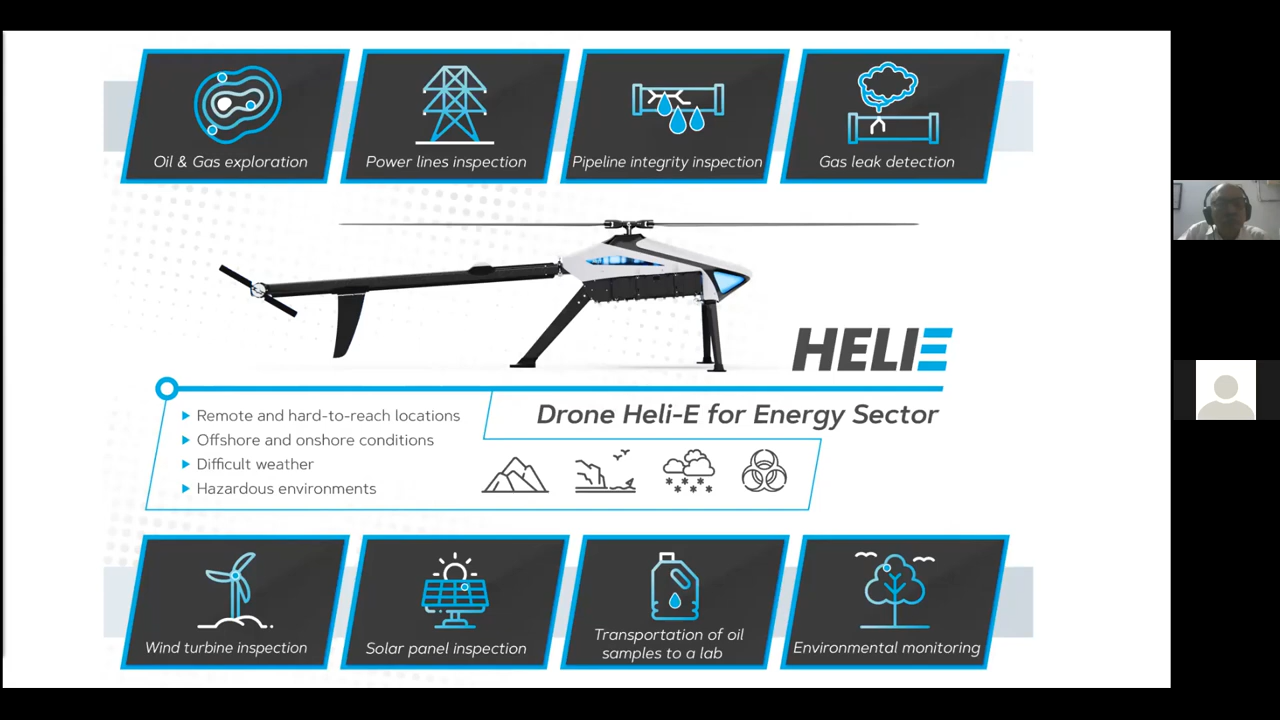 Oil & Gas exploration
Power lines inspection
Pipeline integrity inspection
Gas leak detection
HELIE
Drone Heli-E for Energy Sector
Remote and hard-to-reach locations
Offshore and onshore conditions
Difficult weather
Hazardous environments
Wind turbine inspection
Solar panel inspection
Transportation of oil
samples to a lab
Environmental monitoring